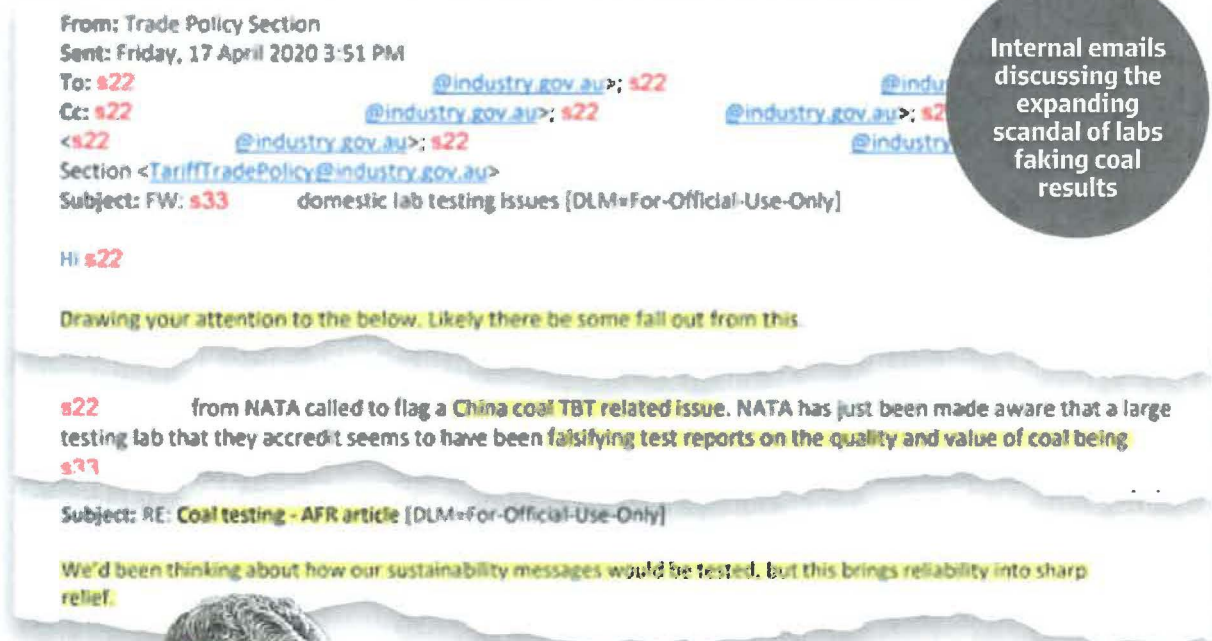 From: Trade Policy Section
Sent: Friday, 17 April 2020 3:51 PM
To: s22 @industry.gov.au>; s22 @indu
Cc: s22 @industry.gov.au>; s22 @industry.gov.au>; s2
<s22 @industry.gov.au>; s22 @industry
Section <TariffTradePolicy@industry.gov.au>
Subject: FW: s33 domestic lab testing issues [DLM=For-Official-Use-Only]
Internal emails
discussing the
expanding
scandal of labs
faking coal
results
Hi s22
Drawing your attention to the below. Likely there be some fall out from this
s22 from NATA called to flag a China coal TBT related issue. NATA has just been made aware that a large
testing lab that they accredit seems to have been falsifying test reports on the quality and value of coal being
s33
Subject: RE: Coal testing - AFR article [DLM=For-Official-Use-Only]
We'd been thinking about how our sustainability messages would be tested, but this brings reliability into sharp
relief.